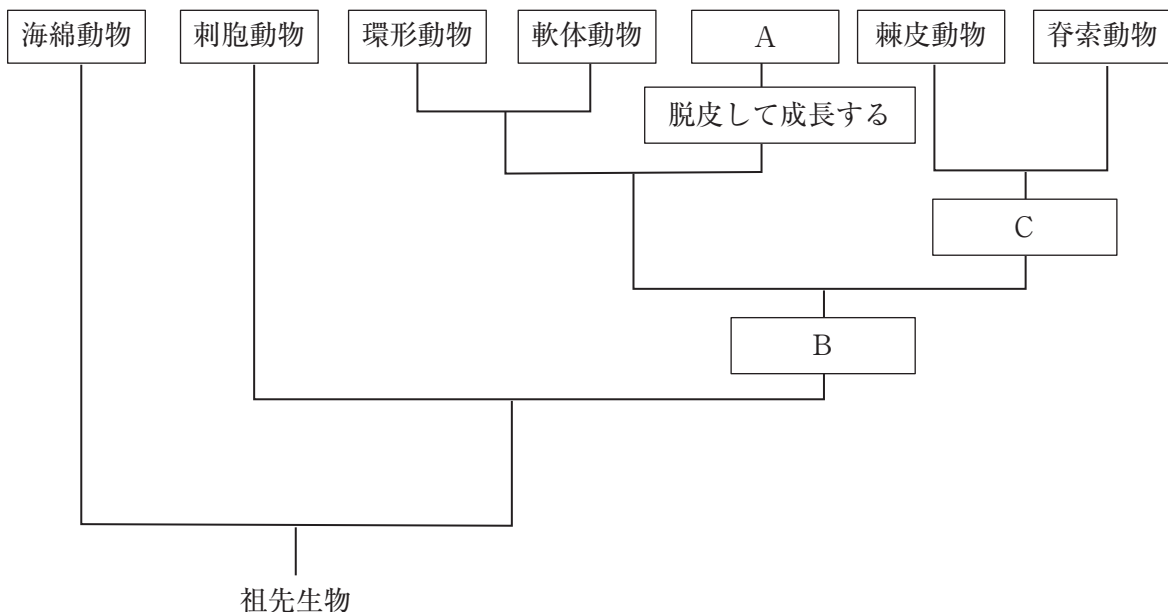 海綿動物
刺胞動物
環形動物
軟体動物
A
棘皮動物
脊索動物
脱皮して成長する
C
B
祖先生物